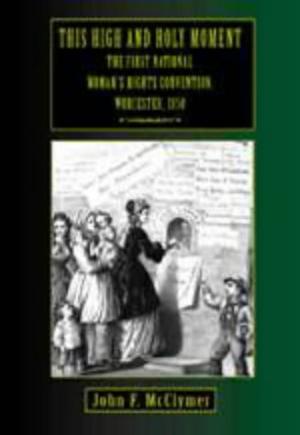 THIS HIGH AND HOLY MOMENT
THE FIRST NATIONAL
WOMAN'S RIGHTS CONVENTION
WORCESTER, 1850
John F. McClymer